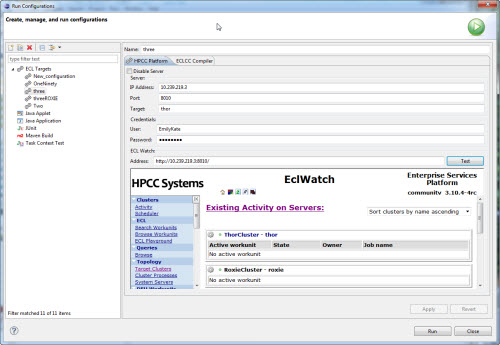 Run Configurations
Create, manage, and run configurations
type filter text
ECL Targets
New_configuration
OneNinety
three
threeROXIE
Two
Java Applet
Java Application
JUnit
Maven Build
Task Context Test
Filter matched 11 of 11 items
Name: three
HPCC Platform
ECLCC Compiler
Disable Server
Server:
IP Address: 10.239.219.3
Port: 8010
Target: thor
Credentials:
User: EmilyKate
Password: ●●●●●●●●
ECL Watch:
Address: http://10.239.219.3:8010/ Test
HPCC Systems
EclWatch
Enterprise Services Platform
community_3.10.4-4rc
Clusters
Activity
Scheduler
ECL
Search Workunits
Browse Workunits
ECL Playground
Queries
Browse
Topology
Target Clusters
Cluster Processes
System Servers
Existing Activity on Servers:
Sort clusters by name ascending
ThorCluster - thor
Active workunit State Owner Job name
No active workunit
RoxieCluster - roxie
Active workunit State Owner Job name
No active workunit
Apply Revert
Run Close